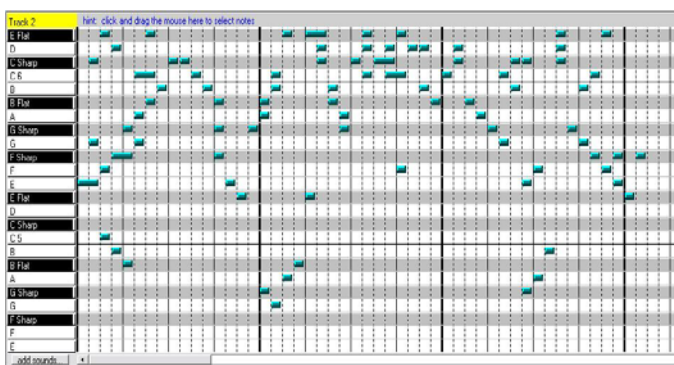 Track 2
hint: click and drag the mouse here to select notes
E Flat
D
C Sharp
C 6
B
B Flat
A
G Sharp
G
F Sharp
F
E
E Flat
D
C Sharp
C 5
B
B Flat
A
G Sharp
G
F Sharp
F
E
add sounds...